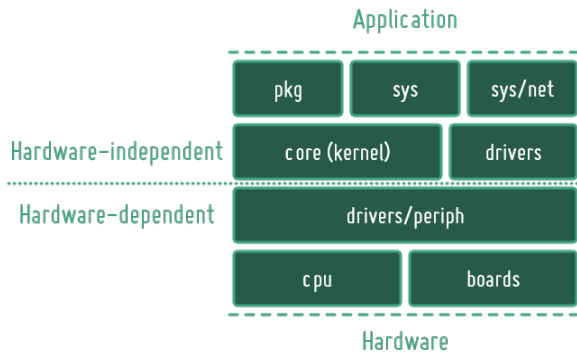 Application
pkg
sys
sys/net
Hardware-independent
core (kernel)
drivers
Hardware-dependent
drivers/periph
cpu
boards
Hardware